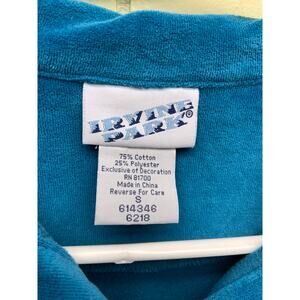 IRVINE
PARK®
75% Cotton
25% Polyester
Exclusive of Decoration
RN 81700
Made in China
Reverse For Care
S
614346
6218